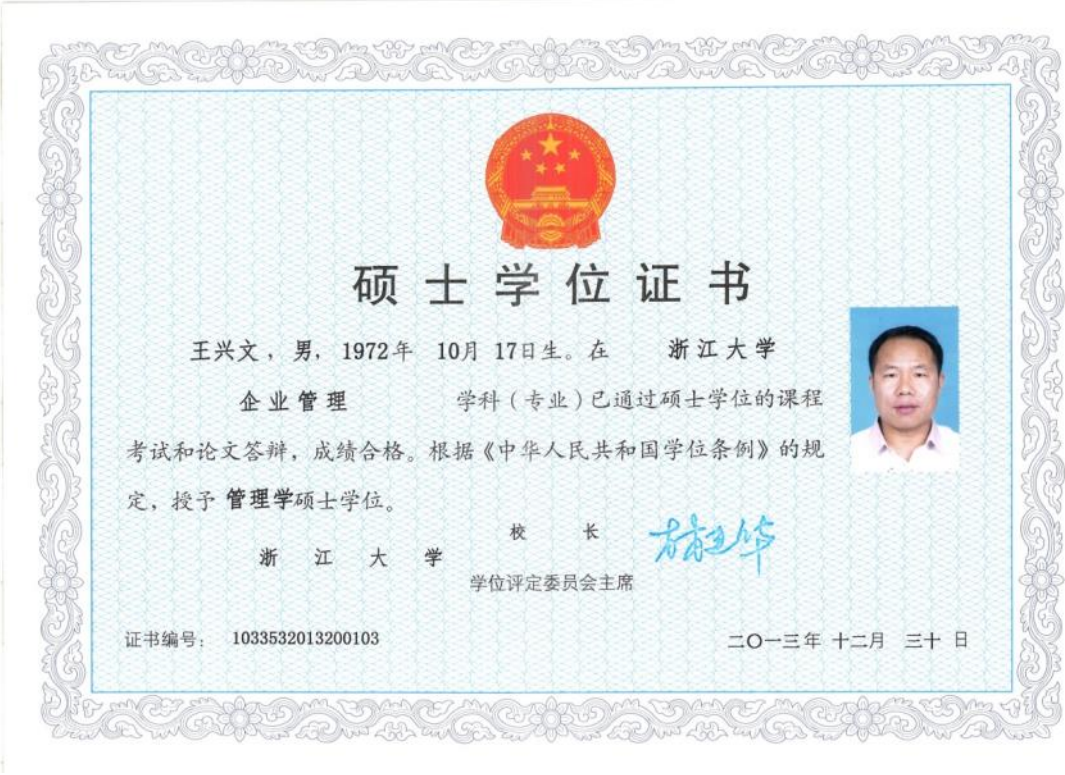 硕士学位证书
王兴文，男，1972年 10月 17日生。在 浙江大学
企业管理 学科（专业）已通过硕士学位的课程
考试和论文答辩，成绩合格。根据《中华人民共和国学位条例》的规
定，授予 管理学硕士学位。
校 长
浙 江 大 学
学位评定委员会主席
证书编号： 1033532013200103
二〇一三年 十二月 三十 日